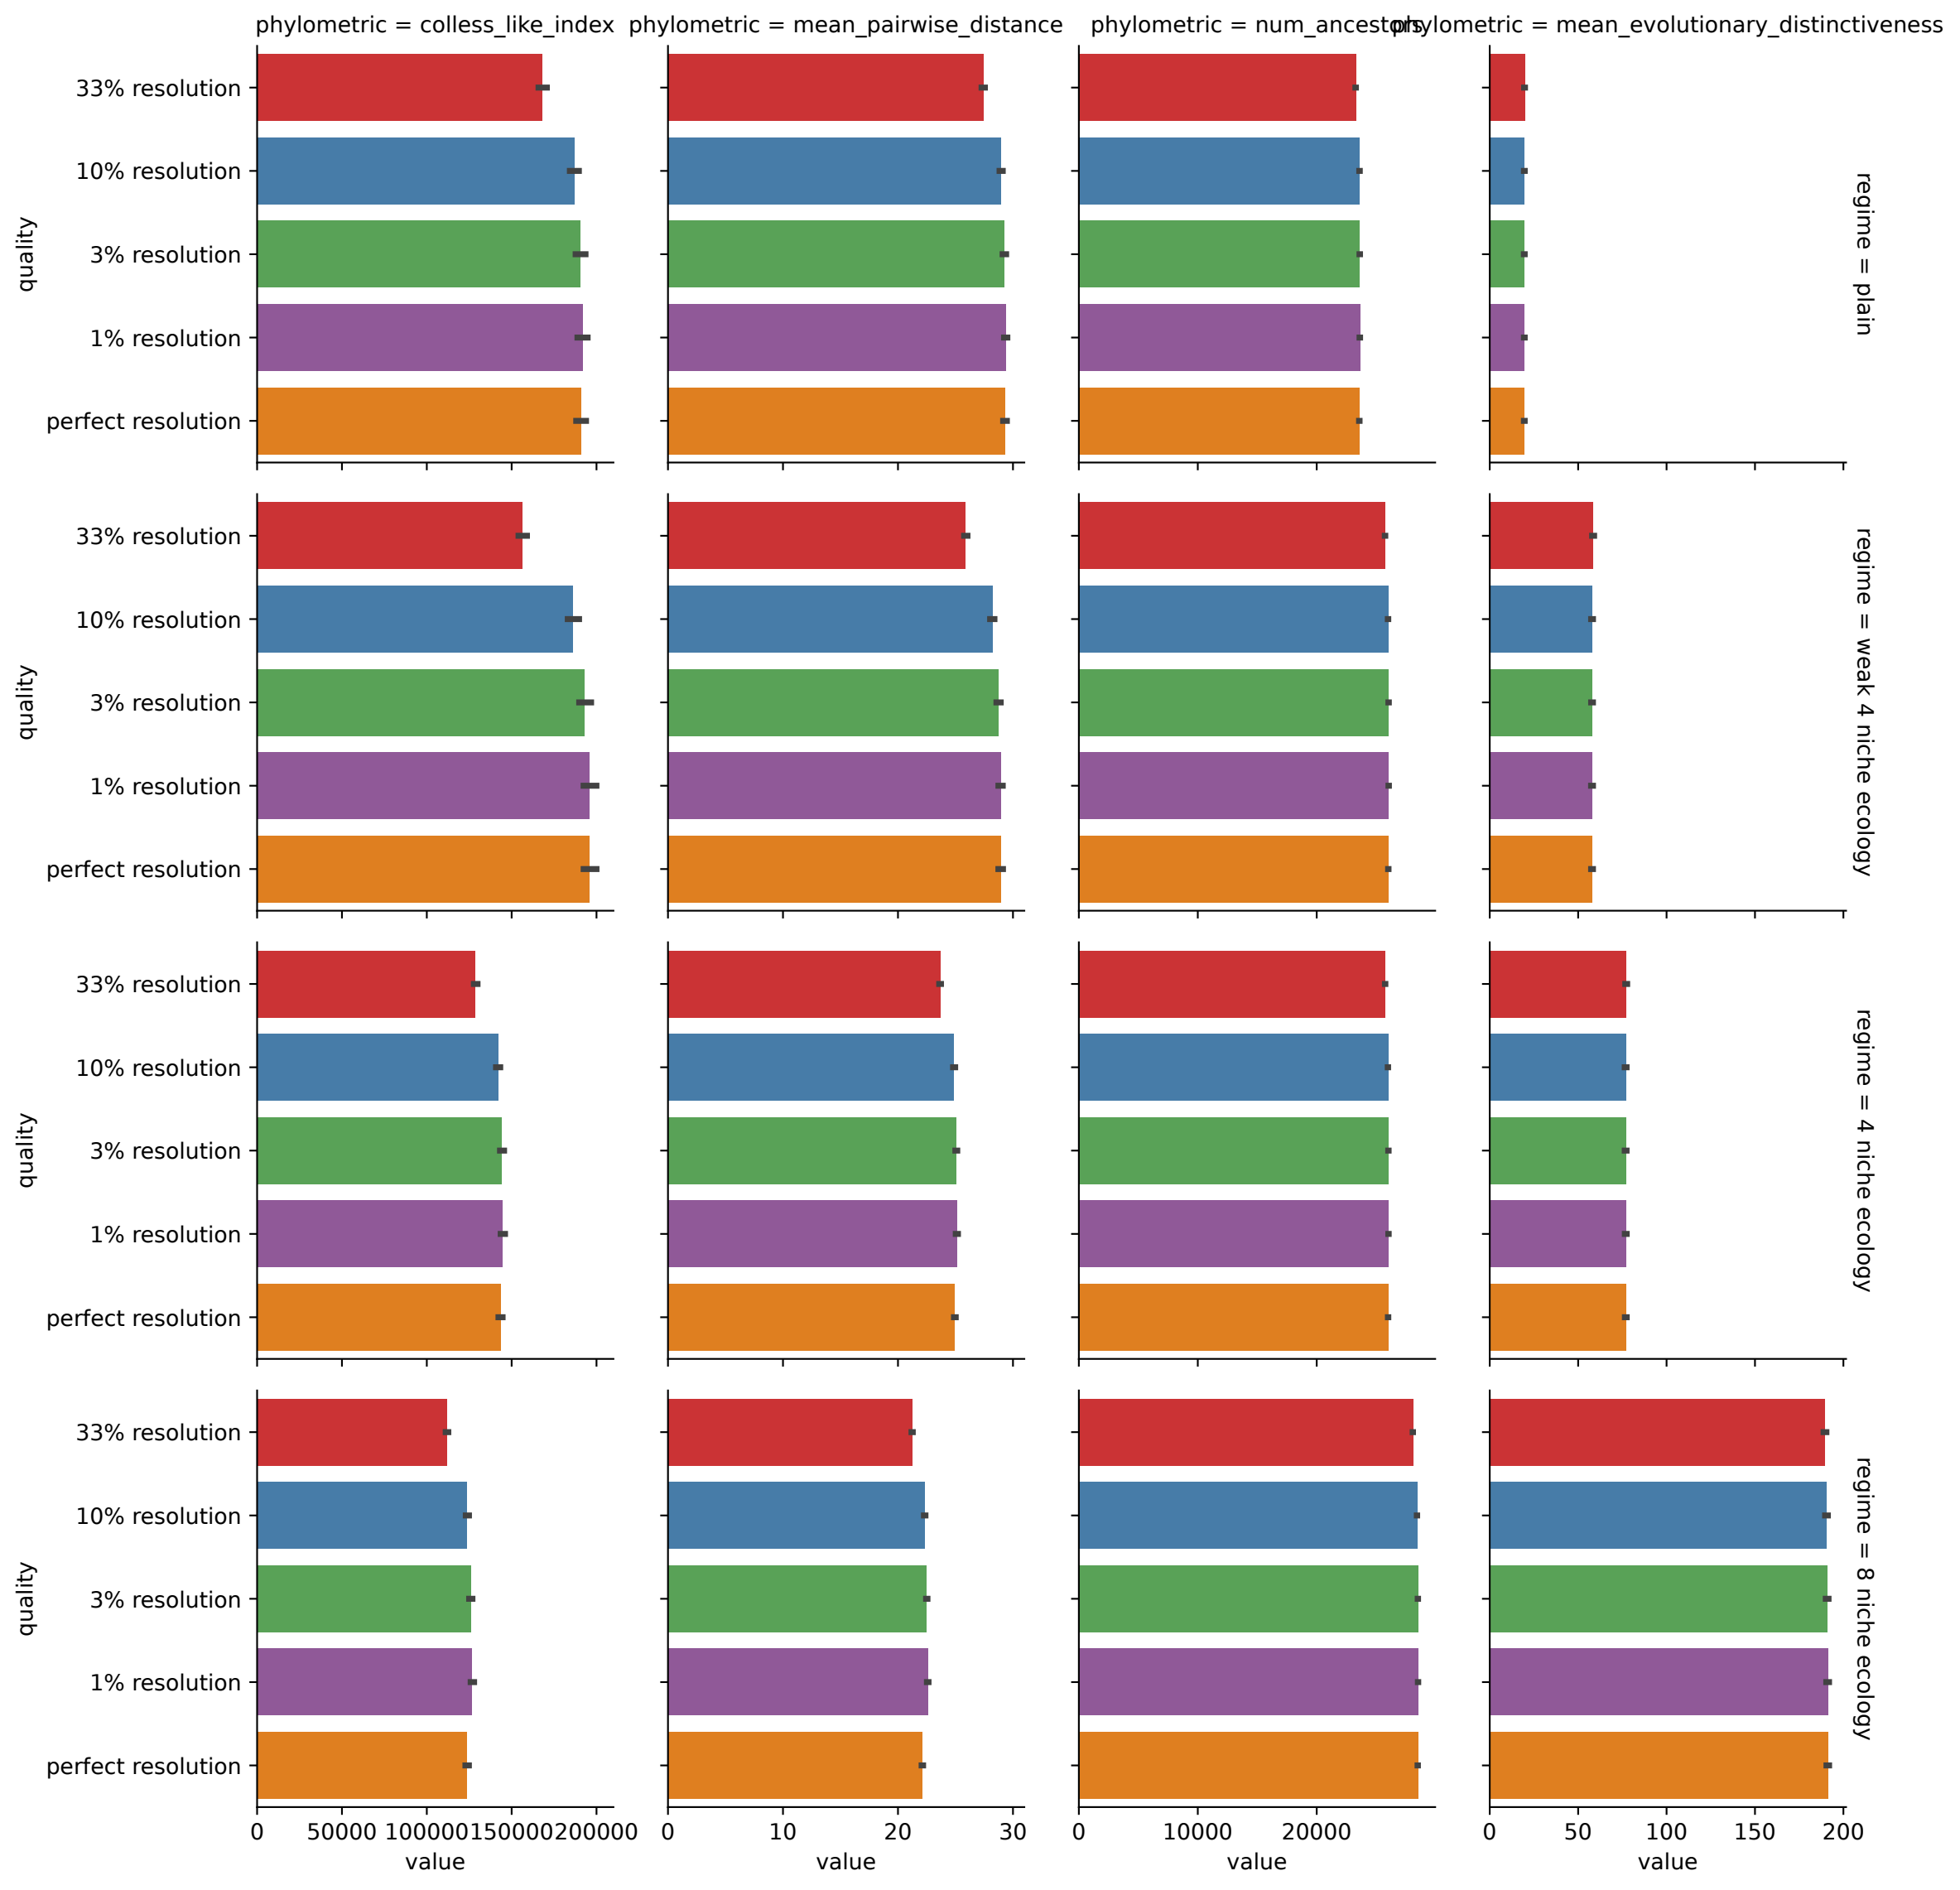 phylometric = colless_like_index
phylometric = mean_pairwise_distance
phylometric = num_ancestors
phylometric = mean_evolutionary_distinctiveness
quality
33% resolution
10% resolution
3% resolution
1% resolution
perfect resolution
regime = plain
quality
33% resolution
10% resolution
3% resolution
1% resolution
perfect resolution
regime = weak 4 niche ecology
quality
33% resolution
10% resolution
3% resolution
1% resolution
perfect resolution
regime = 4 niche ecology
quality
33% resolution
10% resolution
3% resolution
1% resolution
perfect resolution
regime = 8 niche ecology
0 50000 100000 150000 200000
value
0 10 20 30
value
0 10000 20000
value
0 50 100 150 200
value